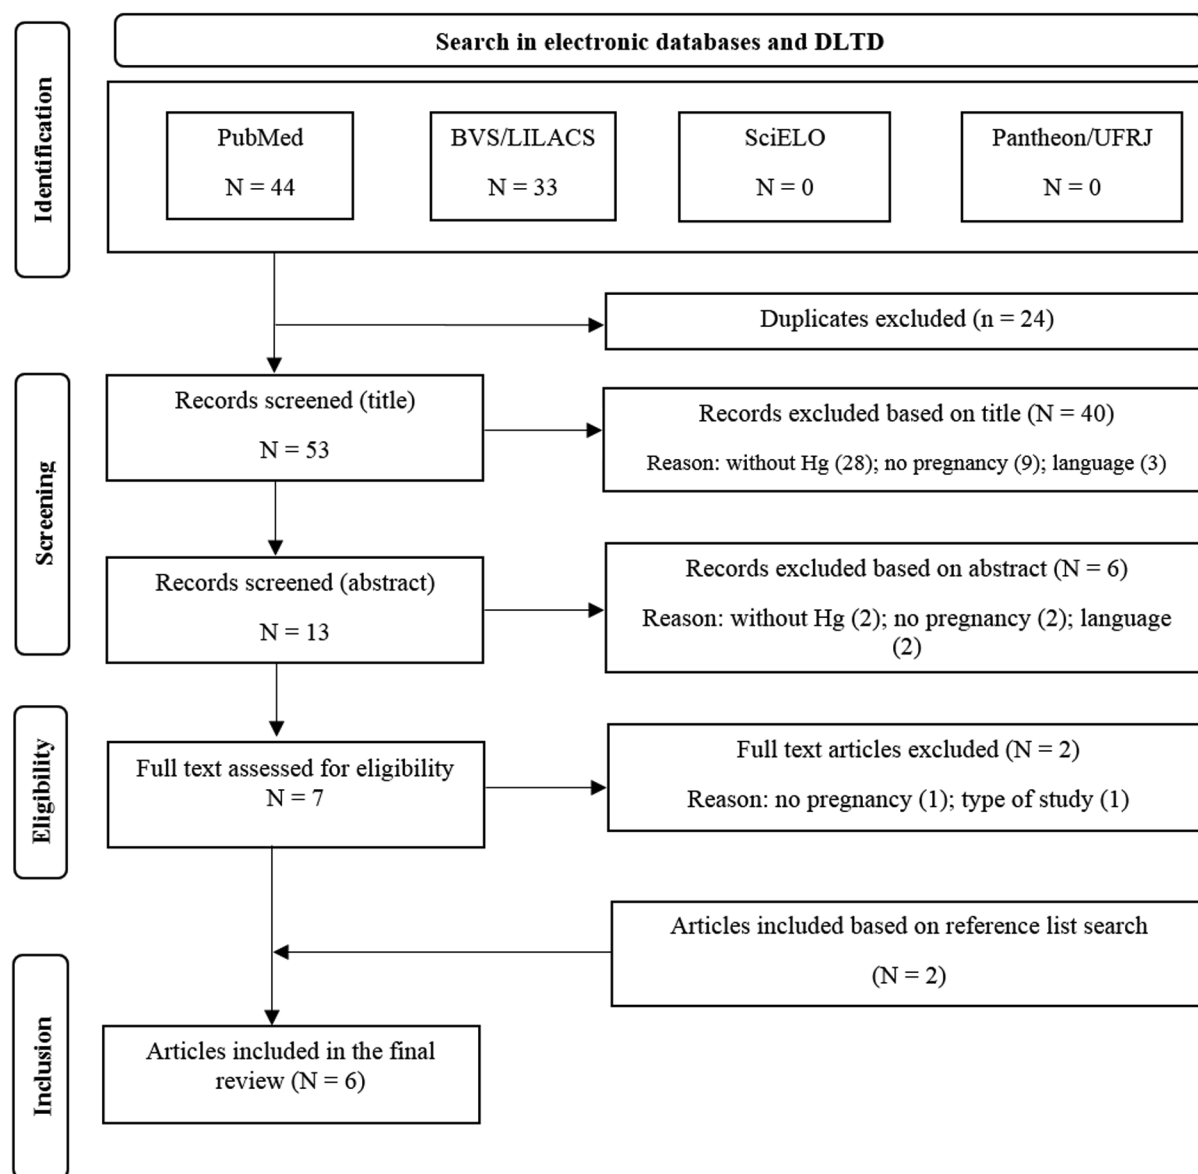 Search in electronic databases and DLTD
Identification
PubMed
N = 44
BVS/LILACS
N = 33
SciELO
N = 0
Pantheon/UFRJ
N = 0
Duplicates excluded (n = 24)
Screening
Records screened (title)
N = 53
Records excluded based on title (N = 40)
Reason: without Hg (28); no pregnancy (9); language (3)
Records screened (abstract)
N = 13
Records excluded based on abstract (N = 6)
Reason: without Hg (2); no pregnancy (2); language
(2)
Eligibility
Full text assessed for eligibility
N = 7
Full text articles excluded (N = 2)
Reason: no pregnancy (1); type of study (1)
Articles included based on reference list search
(N = 2)
Inclusion
Articles included in the final
review (N = 6)